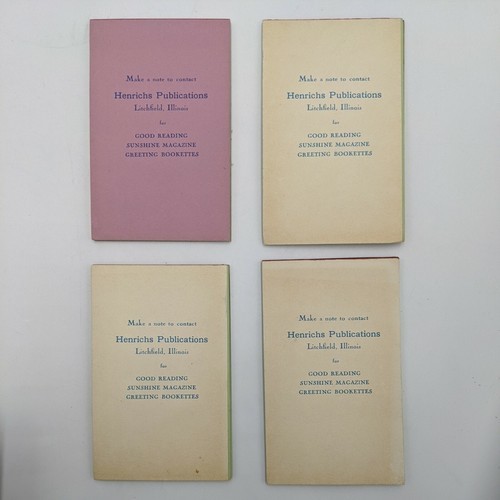 Make a note to contact
Henrichs Publications
Litchfield, Illinois
for
GOOD READING
SUNSHINE MAGAZINE
GREETING BOOKETTES
Make a note to contact
Henrichs Publications
Litchfield, Illinois
for
GOOD READING
SUNSHINE MAGAZINE
GREETING BOOKETTES
Make a note to contact
Henrichs Publications
Litchfield, Illinois
for
GOOD READING
SUNSHINE MAGAZINE
GREETING BOOKETTES
Make a note to contact
Henrichs Publications
Litchfield, Illinois
for
GOOD READING
SUNSHINE MAGAZINE
GREETING BOOKETTES